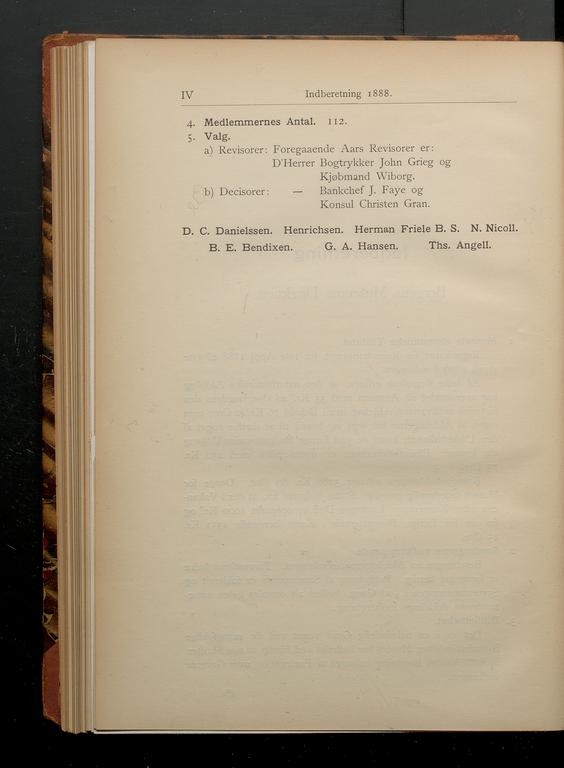 IV Indberetning 1888.
4. Medlemmernes Antal. 112.
5. Valg.
a) Revisorer: Foregaaende Aars Revisorer er:
D'Herrer Bogtrykker John Grieg og
Kjøbmand Wiborg.
b) Decisorer: — Bankchef J. Faye og
Konsul Christen Gran.
D. C. Danielssen. Henrichsen. Herman Friele B. S. N. Nicoll.
B. E. Bendixen. G. A. Hansen. Ths. Angell.